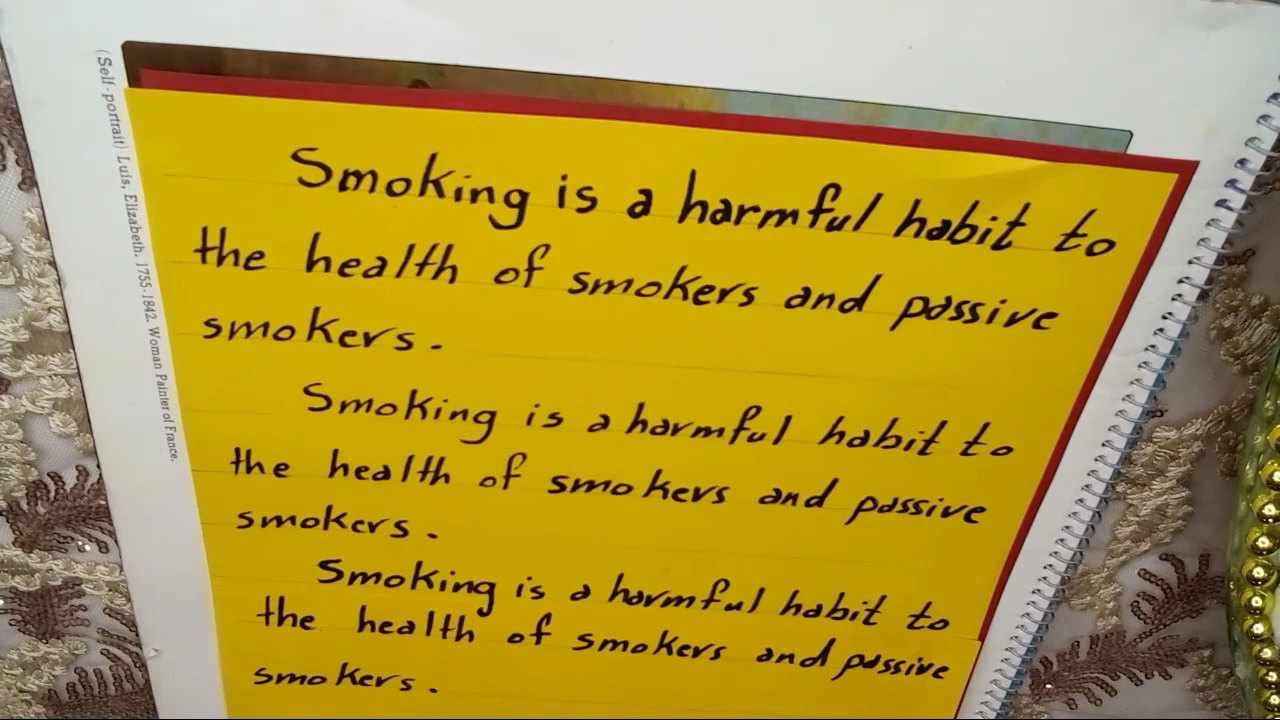 Smoking is a harmful habit to
the health of smokers and passive
smokers.
Smoking is a harmful habit to
the health of smokers and passive
smokers.
Smoking is a harmful habit to
the health of smokers and passive
smokers.
(Self-portrait) Luis, Elizabeth, 1755-1842. Woman Painter of France.